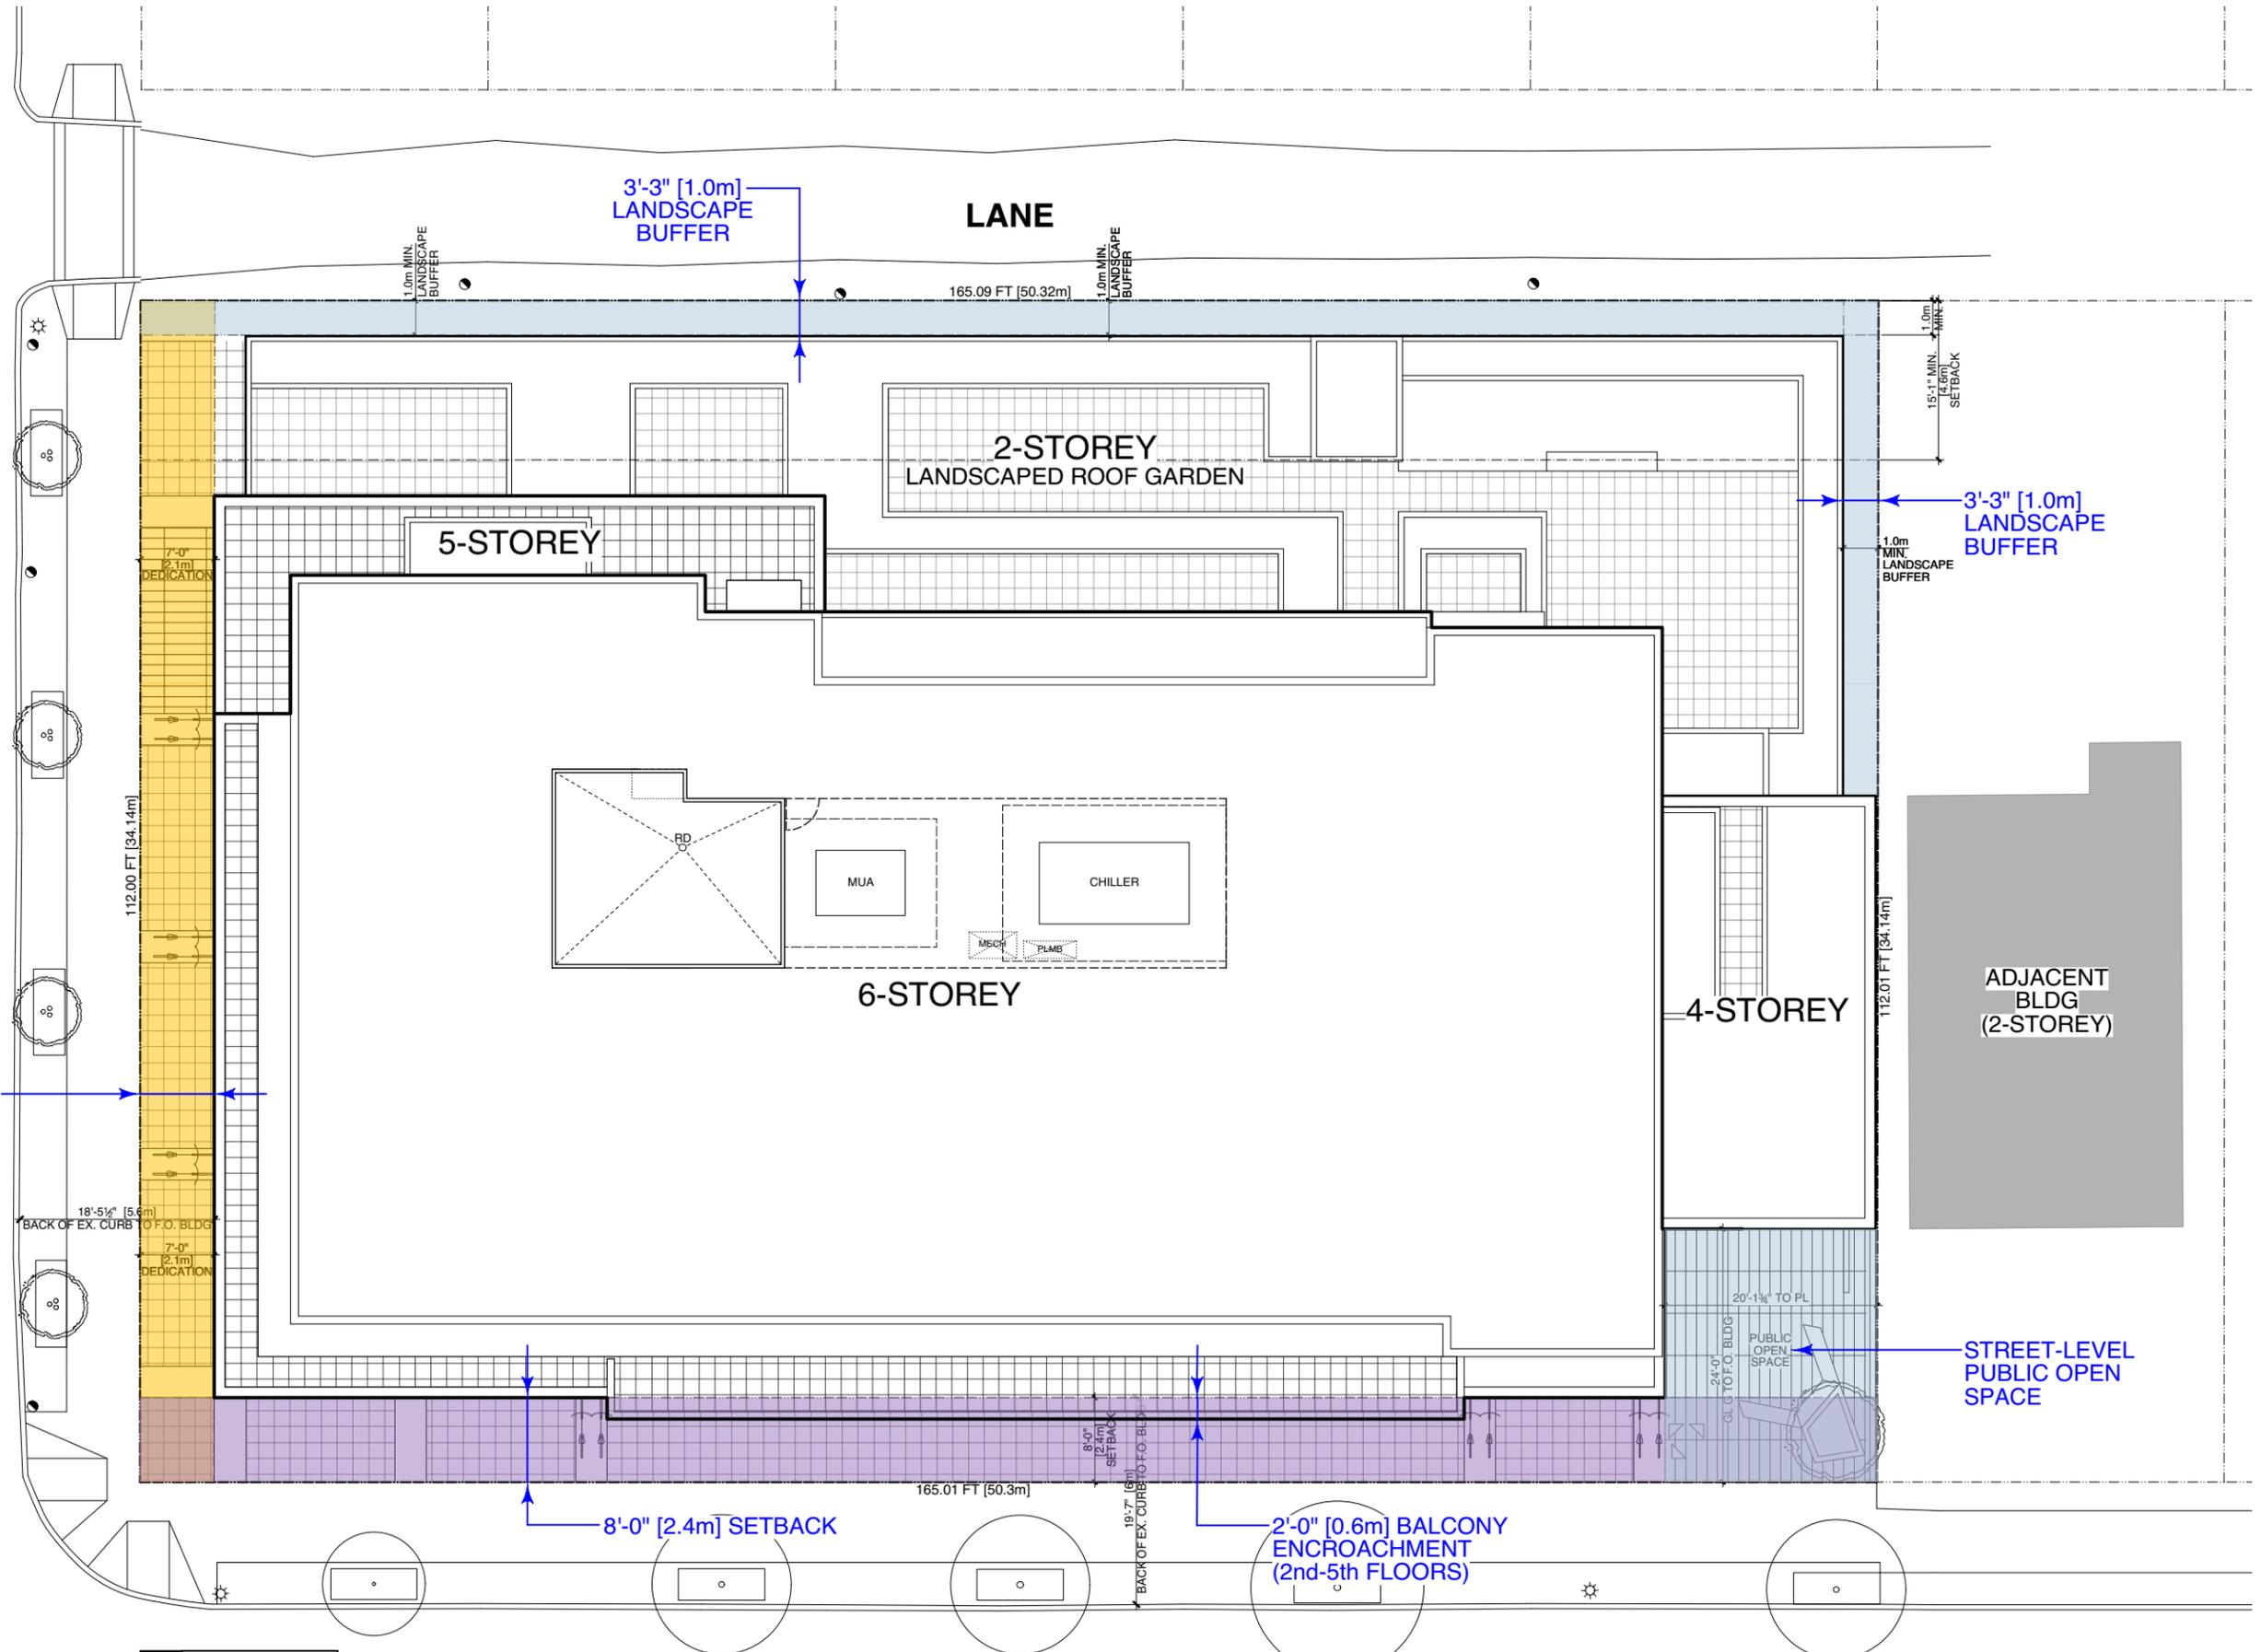 3'-3" [1.0m]
LANDSCAPE
BUFFER
LANE
1.0m MIN.
LANDSCAPE
BUFFER
1.0m MIN.
LANDSCAPE
BUFFER
165.09 FT [50.32m]
1.0m
MIN.
15'-1" MIN.
[4.6m]
SETBACK
2-STOREY
LANDSCAPED ROOF GARDEN
3'-3" [1.0m]
LANDSCAPE
BUFFER
5-STOREY
1.0m
MIN.
LANDSCAPE
BUFFER
7'-0"
[2.1m]
DEDICATION
112.00 FT [34.14m]
RD
MUA
CHILLER
MECH
PLMB
6-STOREY
4-STOREY
112.01 FT [34.14m]
ADJACENT
BLDG
(2-STOREY)
18'-5½" [5.6m]
BACK OF EX. CURB TO F.O. BLDG
7'-0"
[2.1m]
DEDICATION
20'-1¾" TO PL
PUBLIC
OPEN
SPACE
24'-0"
TO F.O. BLDG
STREET-LEVEL
PUBLIC OPEN
SPACE
8'-0"
[2.4m]
SETBACK
19'-7" [6m]
BACK OF EX. CURB TO F.O. BLDG
165.01 FT [50.3m]
8'-0" [2.4m] SETBACK
2'-0" [0.6m] BALCONY
ENCROACHMENT
(2nd-5th FLOORS)